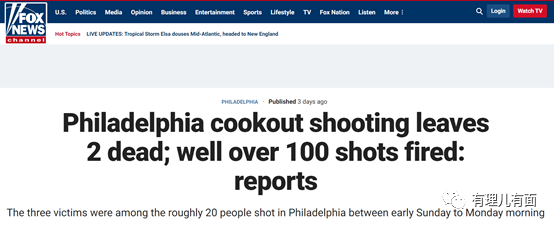 FOX
NEWS
channel
U.S. Politics Media Opinion Business Entertainment Sports Lifestyle TV Fox Nation Listen More
Login
Watch TV
Hot Topics LIVE UPDATES: Tropical Storm Elsa douses Mid-Atlantic, headed to New England
PHILADELPHIA · Published 3 days ago
Philadelphia cookout shooting leaves
2 dead; well over 100 shots fired:
reports
有理儿有面
The three victims were among the roughly 20 people shot in Philadelphia between early Sunday to Monday morning